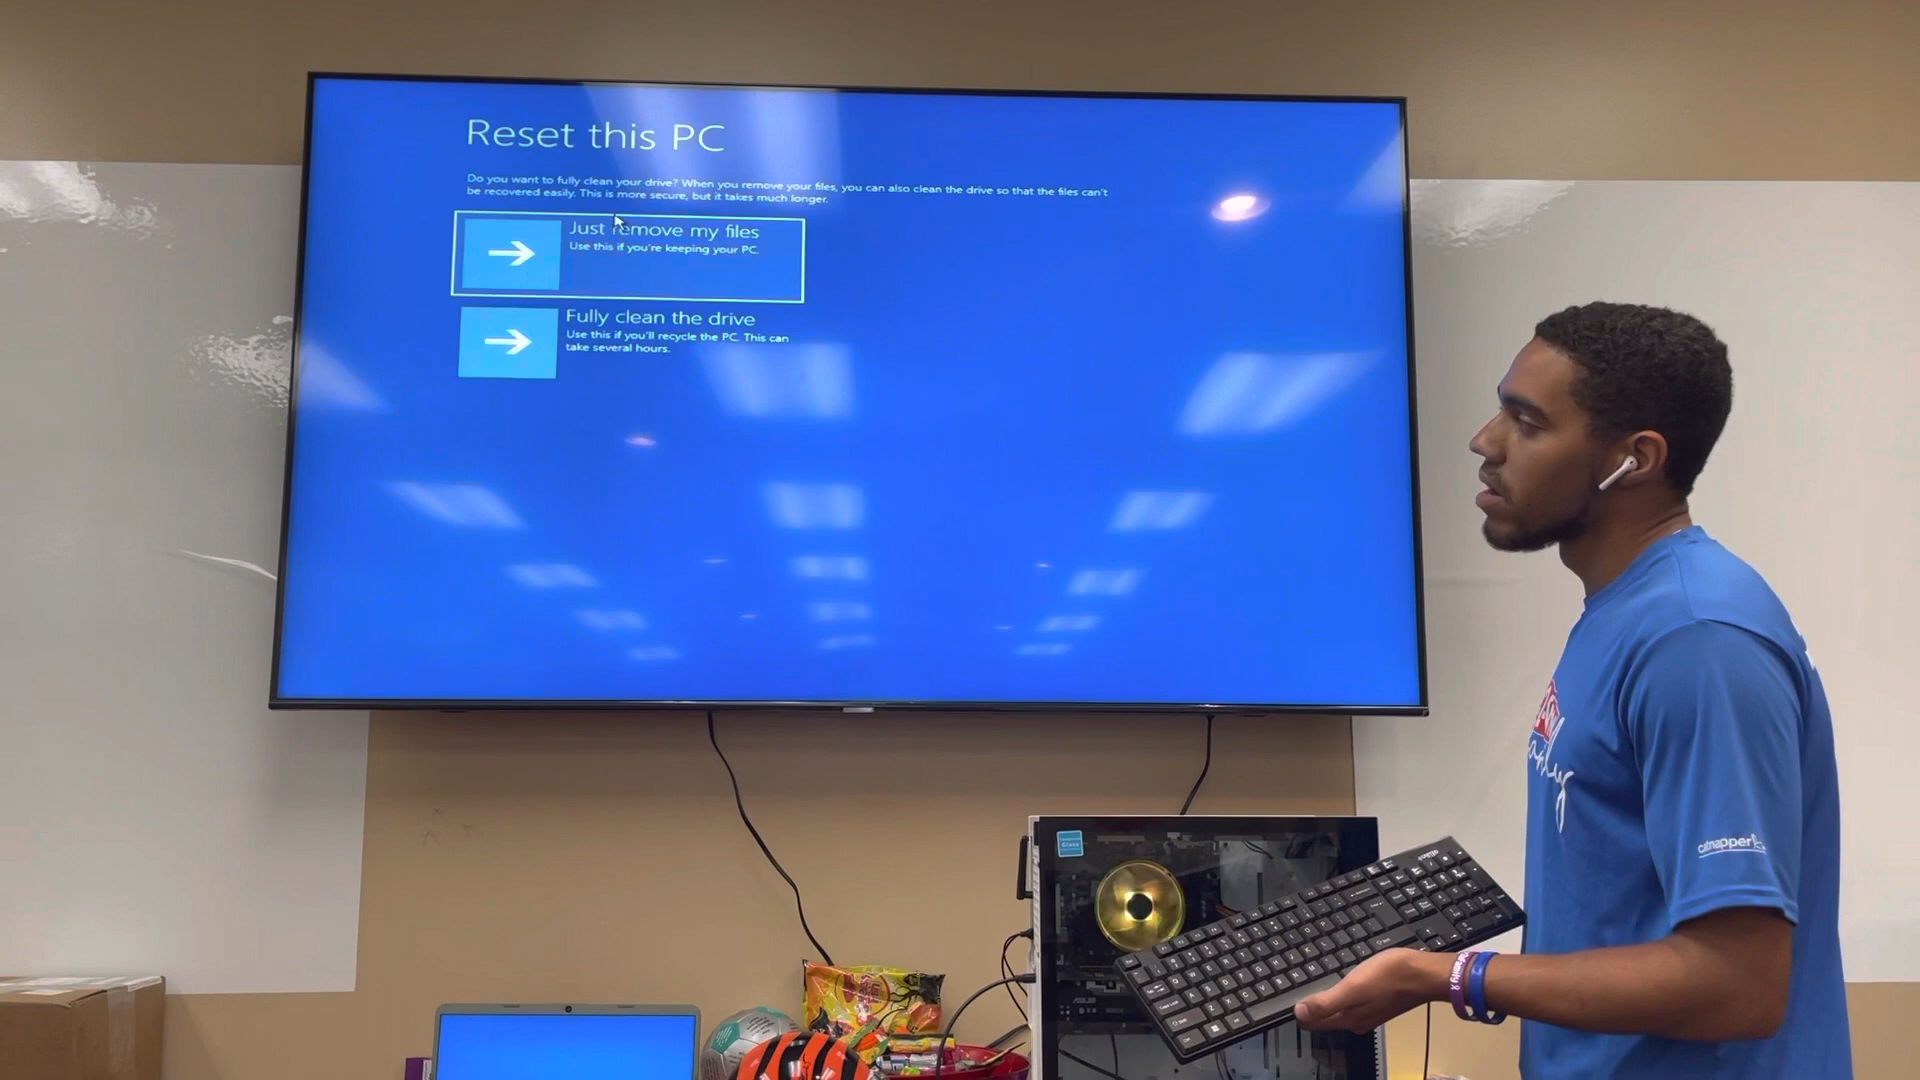 Reset this PC
Do you want to fully clean your drive? When you remove your files, you can also clean the drive so that the files can't
be recovered easily. This is more secure, but it takes much longer.
Just remove my files
Use this if you're keeping your PC.
Fully clean the drive
Use this if you'll recycle the PC. This can
take several hours.
catnapper
Glass
ASUS